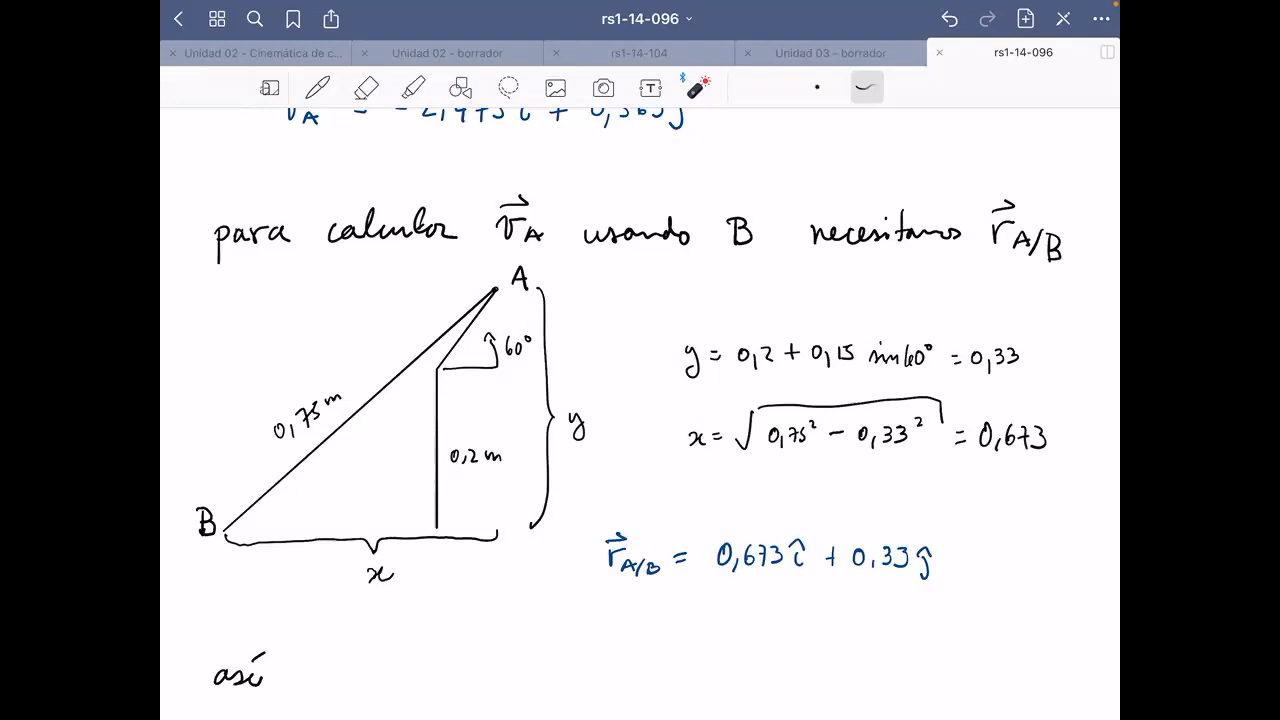 rs1-14-096
Unidad 02 - Cinemática de c...
Unidad 02 - borrador
rs1-14-104
Unidad 03 - borrador
rs1-14-096
para calcular v⃗A usando B necesitamos r⃗A/B
A
60°
0,75 m
y
0,2 m
B
x
y = 0,2 + 0,15 sin 60° = 0,33
x = √(0,75² − 0,33²) = 0,673
r⃗A/B = 0,673 î + 0,33 ĵ
así